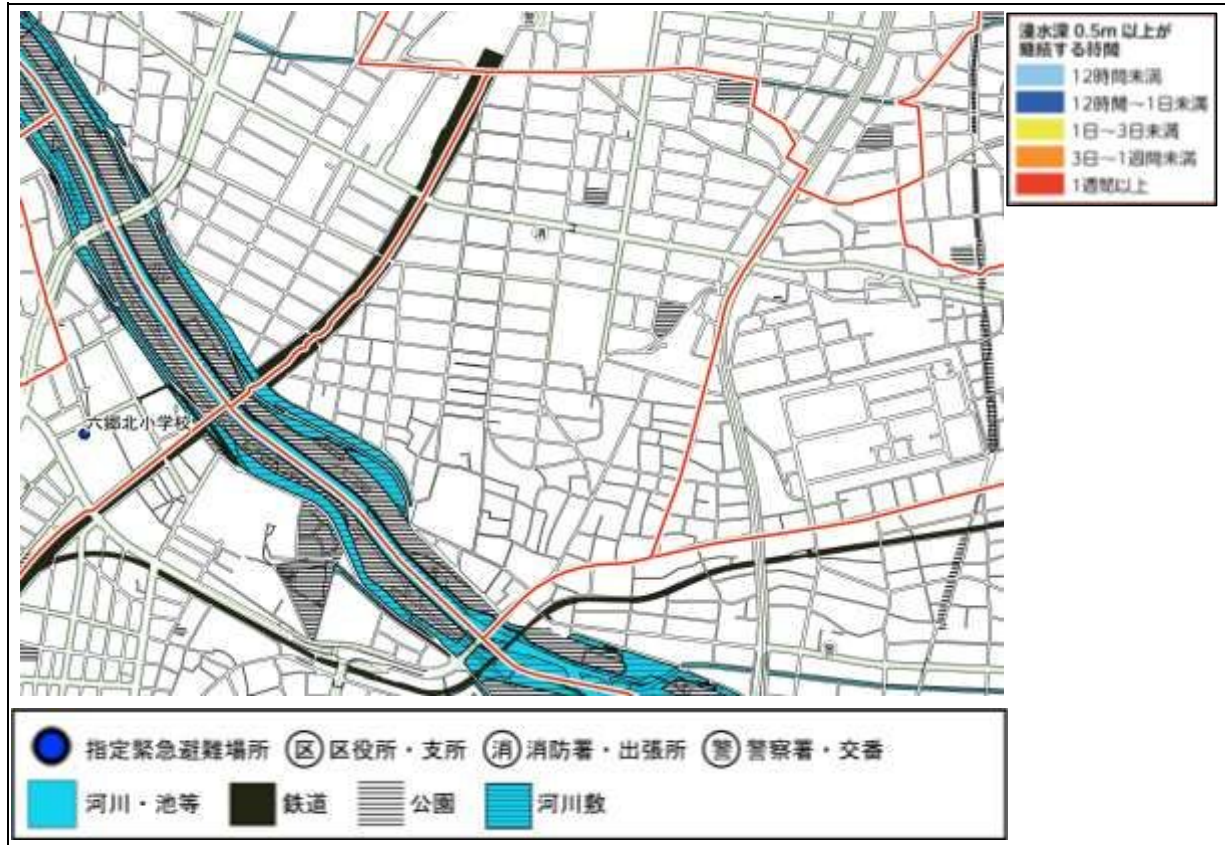 浸水深 0.5m 以上が
継続する時間
12時間未満
12時間～1日未満
1日～3日未満
3日～1週間未満
1週間以上
警
消
六郷北小学校
指定緊急避難場所 区 区役所・支所 消 消防署・出張所 警 警察署・交番
河川・池等 鉄道 公園 河川敷